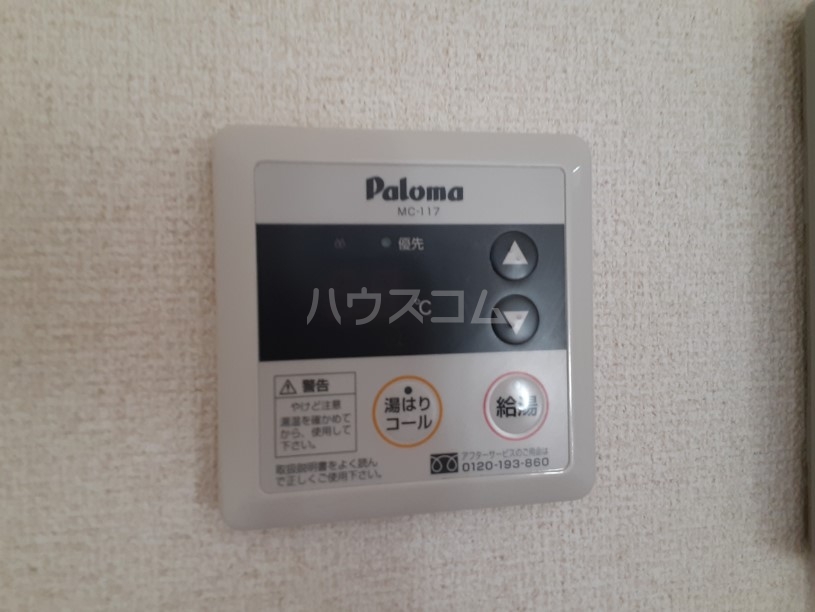 Paloma
MC-117
優先
℃
ハウスコム
警告
やけど注意
湯温を確かめて
から、使用して
下さい。
取扱説明書をよく読ん
で正しくご使用下さい。
湯はり
コール
給湯
アフターサービスのご用命は
0120-193-860